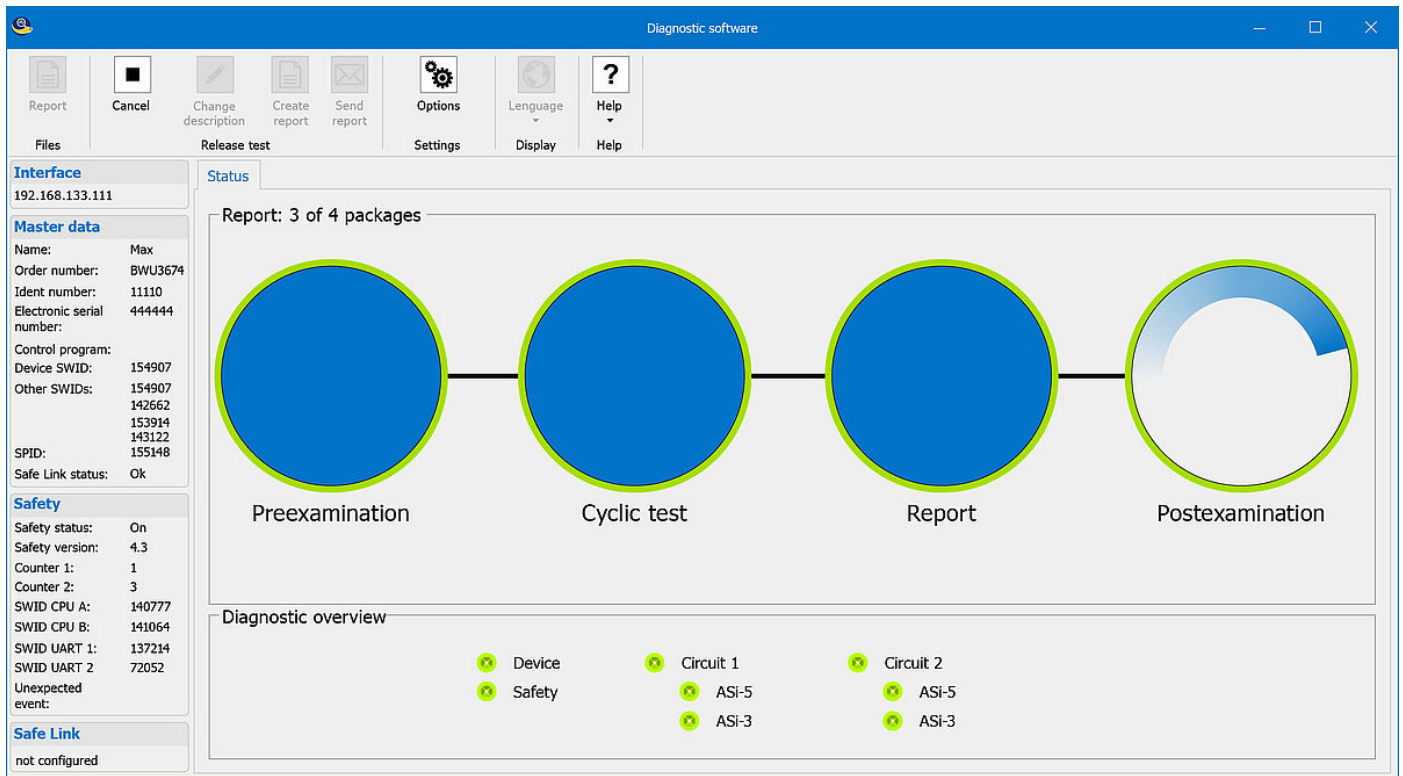 Diagnostic software
Report
Cancel
Change description
Create report
Send report
Options
Lenguage
Help
Files
Release test
Settings
Display
Help
Interface
192.168.133.111
Master data
Name: Max
Order number: BWU3674
Ident number: 11110
Electronic serial number: 444444
Control program:
Device SWID: 154907
Other SWIDs: 154907
142662
153914
143122
SPID: 155148
Safe Link status: Ok
Safety
Safety status: On
Safety version: 4.3
Counter 1: 1
Counter 2: 3
SWID CPU A: 140777
SWID CPU B: 141064
SWID UART 1: 137214
SWID UART 2 72052
Unexpected event:
Safe Link
not configured
Status
Report: 3 of 4 packages
Preexamination
Cyclic test
Report
Postexamination
Diagnostic overview
Device
Safety
Circuit 1
ASi-5
ASi-3
Circuit 2
ASi-5
ASi-3